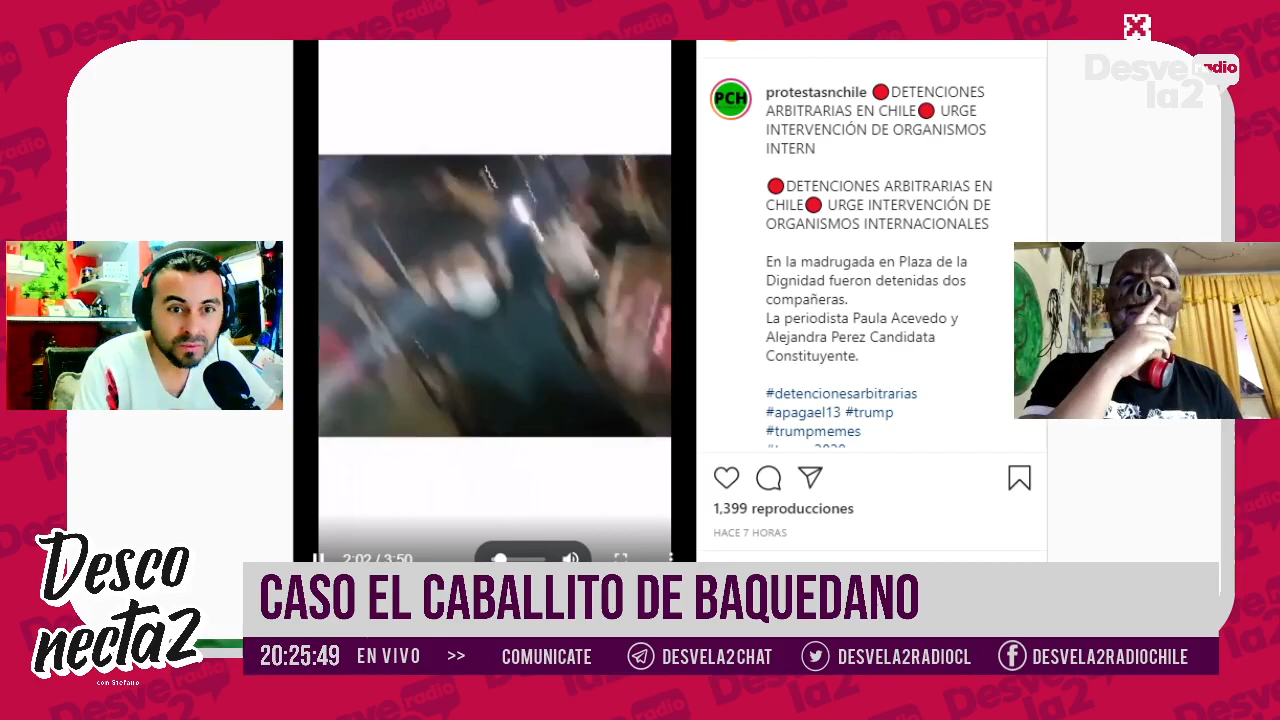 Desvela2 radio
protestasnchile 🔴DETENCIONES
ARBITRARIAS EN CHILE🔴 URGE
INTERVENCIÓN DE ORGANISMOS
INTERN
🔴DETENCIONES ARBITRARIAS EN
CHILE🔴 URGE INTERVENCIÓN DE
ORGANISMOS INTERNACIONALES
En la madrugada en Plaza de la
Dignidad fueron detenidas dos
compañeras.
La periodista Paula Acevedo y
Alejandra Perez Candidata
Constituyente.
#detencionesarbitrarias
#apagael13 #trump
#trumpmemes
PCH
1,399 reproducciones
HACE 7 HORAS
2:02 / 3:50
Desco
necta2
con Stefano
CASO EL CABALLITO DE BAQUEDANO
20:25:49 EN VIVO >> COMUNICATE DESVELA2CHAT DESVELA2RADIOCL DESVELA2RADIOCHILE